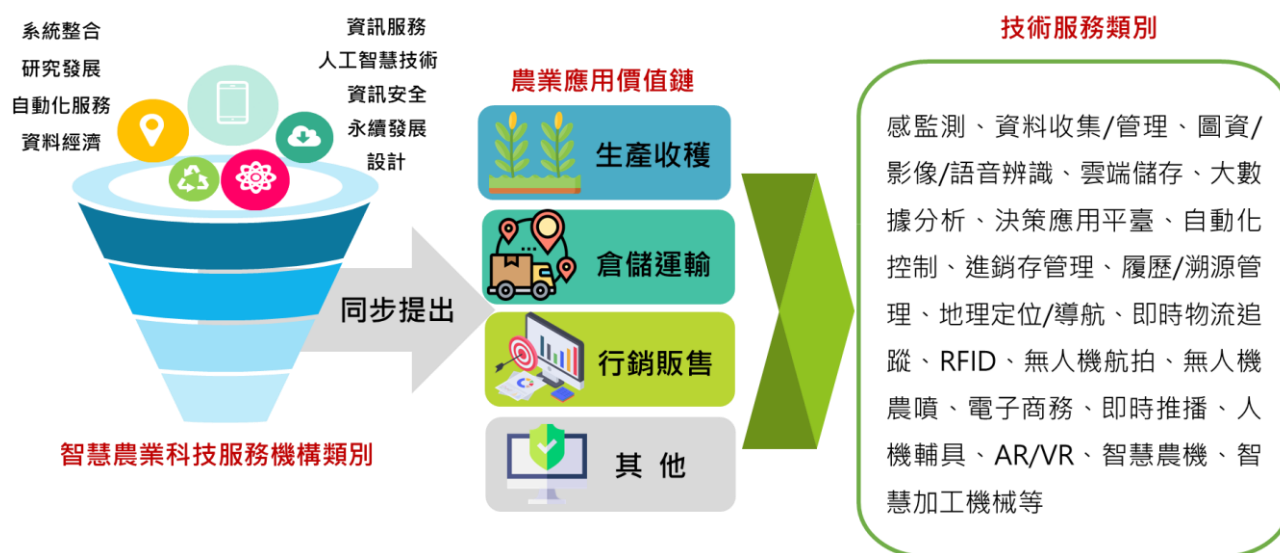 系統整合
研究發展
自動化服務
資料經濟
資訊服務
人工智慧技術
資訊安全
永續發展
設計
智慧農業科技服務機構類別
同步提出
農業應用價值鏈
生產收穫
倉儲運輸
行銷販售
其他
技術服務類別
感監測、資料收集/管理、圖資/
影像/語音辨識、雲端儲存、大數
據分析、決策應用平臺、自動化
控制、進銷存管理、履歷/溯源管
理、地理定位/導航、即時物流追
蹤、RFID、無人機航拍、無人機
農噴、電子商務、即時推播、人
機輔具、AR/VR、智慧農機、智
慧加工機械等